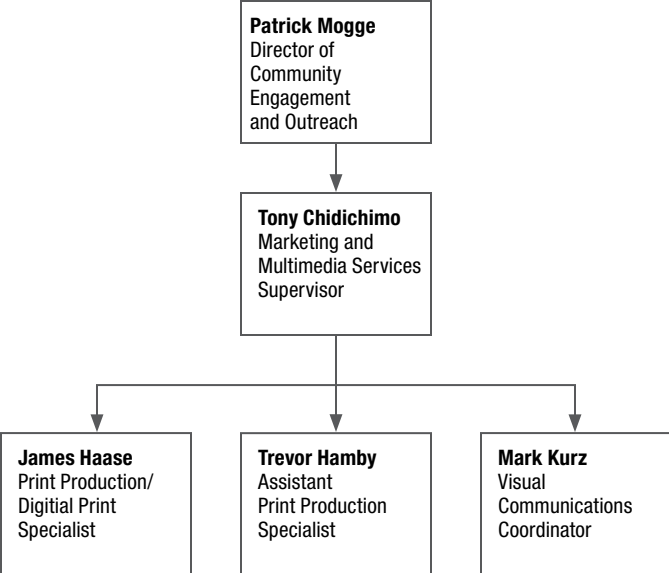 Patrick Mogge
Director of
Community
Engagement
and Outreach
Tony Chidichimo
Marketing and
Multimedia Services
Supervisor
James Haase
Print Production/
Digitial Print
Specialist
Trevor Hamby
Assistant
Print Production
Specialist
Mark Kurz
Visual
Communications
Coordinator